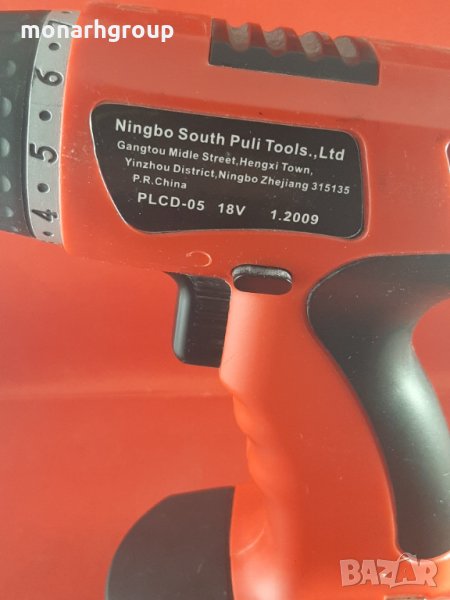 monarhgroup
6
5
4
Ningbo South Puli Tools.,Ltd
Gangtou Midle Street,Hengxi Town,
Yinzhou District,Ningbo Zhejiang 315135
P.R.China
PLCD-05 18V 1.2009
BAZAR